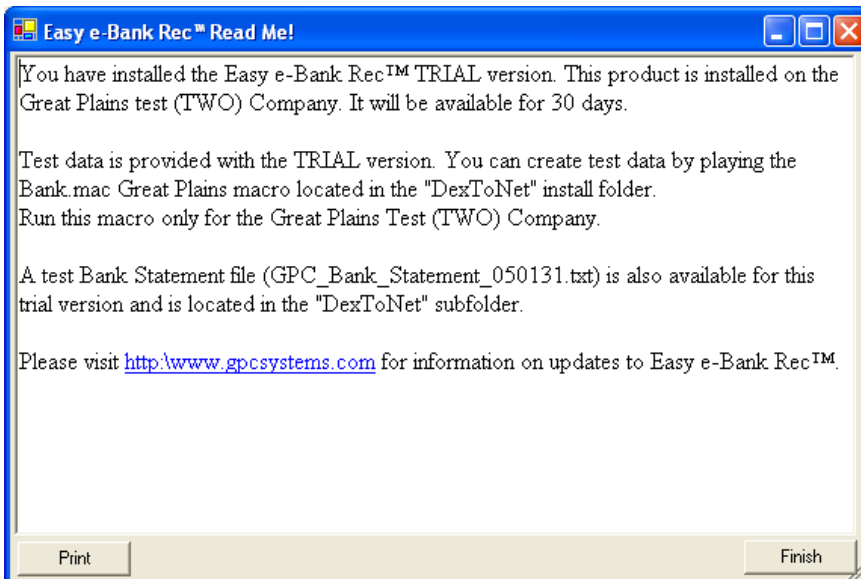 Easy e-Bank Rec™ Read Me!
You have installed the Easy e-Bank Rec™ TRIAL version. This product is installed on the
Great Plains test (TWO) Company. It will be available for 30 days.
Test data is provided with the TRIAL version. You can create test data by playing the
Bank.mac Great Plains macro located in the "DexToNet" install folder.
Run this macro only for the Great Plains Test (TWO) Company.
A test Bank Statement file (GPC_Bank_Statement_050131.txt) is also available for this
trial version and is located in the "DexToNet" subfolder.
Please visit http:\www.gpcsystems.com for information on updates to Easy e-Bank Rec™.
Print
Finish